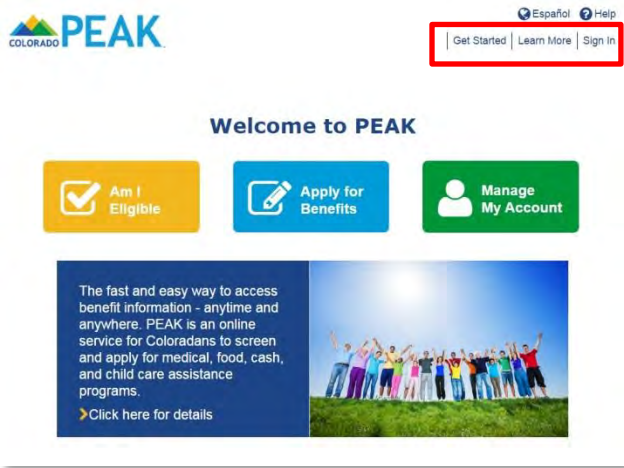 COLORADO PEAK
Español Help
Get Started Learn More Sign In
Welcome to PEAK
Am I
Eligible
Apply for
Benefits
Manage
My Account
The fast and easy way to access
benefit information - anytime and
anywhere. PEAK is an online
service for Coloradans to screen
and apply for medical, food, cash,
and child care assistance
programs.
Click here for details